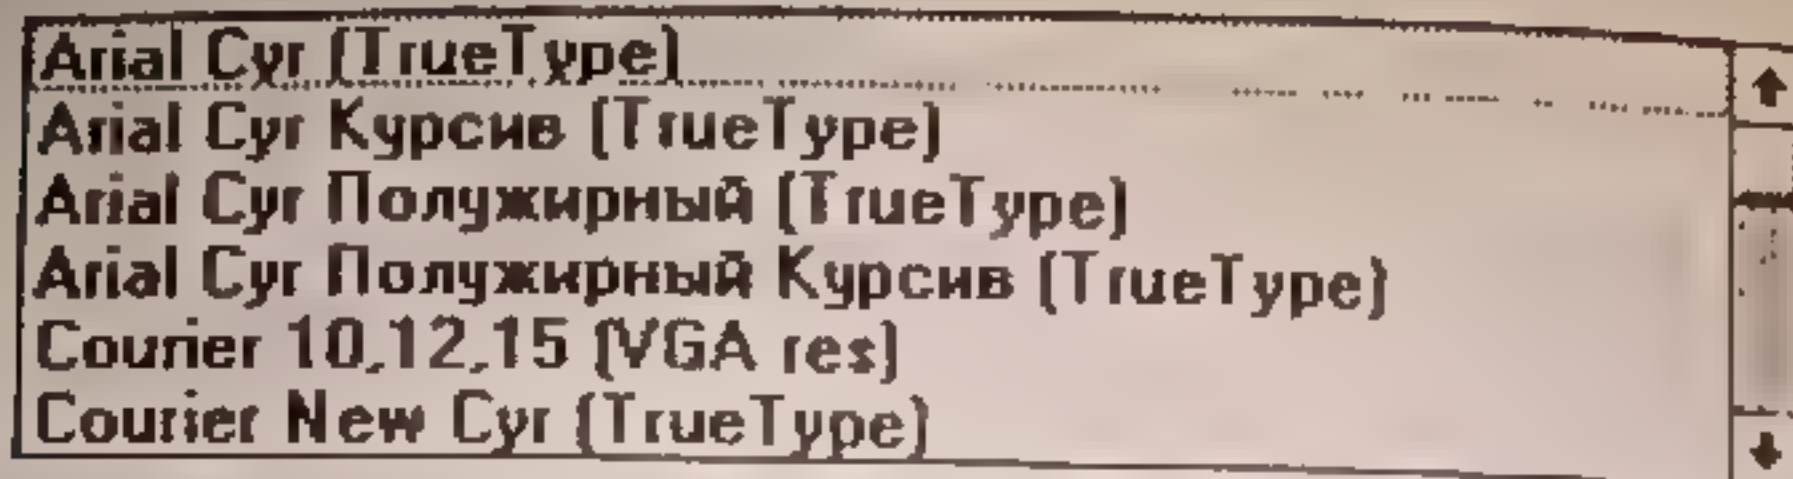 Arial Cyr (TrueType)
Arial Cyr Курсив (TrueType)
Arial Cyr Полужирный (TrueType)
Arial Cyr Полужирный Курсив (TrueType)
Courier 10,12,15 (VGA res)
Courier New Cyr (TrueType)